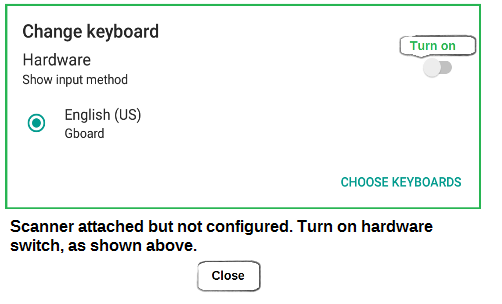 Change keyboard
Turn on
Hardware
Show input method
English (US)
Gboard
CHOOSE KEYBOARDS
Scanner attached but not configured. Turn on hardware
switch, as shown above.
Close